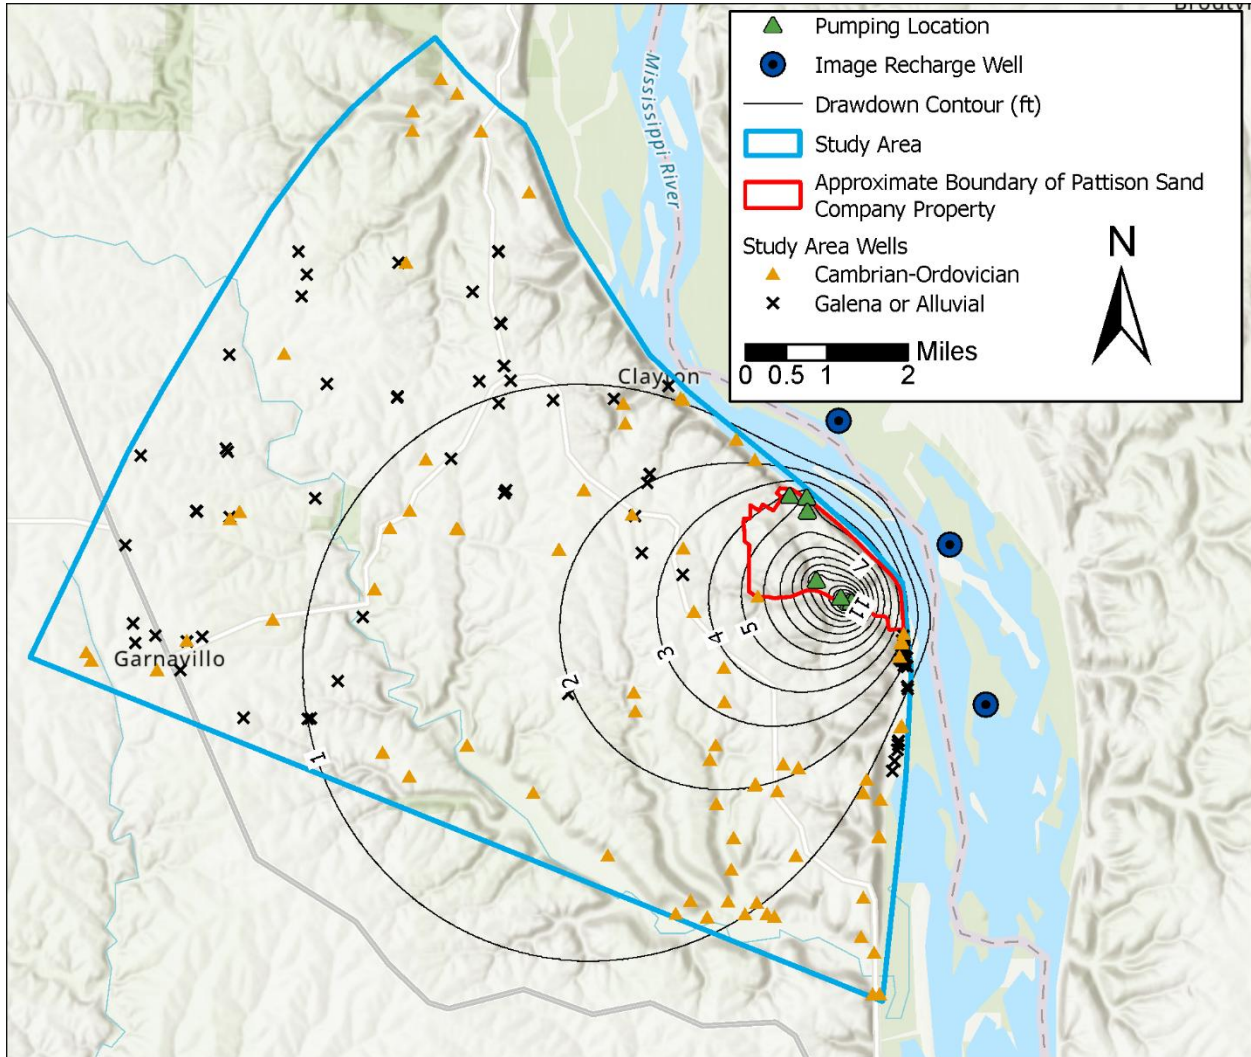 Mississippi River
Pumping Location
Image Recharge Well
Drawdown Contour (ft)
Study Area
Approximate Boundary of Pattison Sand
Company Property
Study Area Wells
Cambrian-Ordovician
Galena or Alluvial
N
Miles
0 0.5 1 2
Clayton
7
11
5
4
3
2
1
Garnavillo